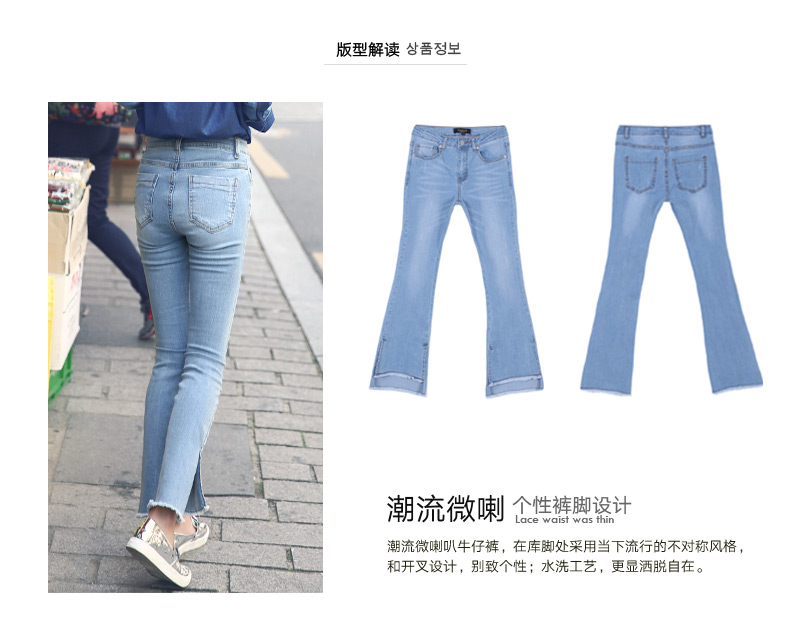 版型解读 상품정보
潮流微喇 个性裤脚设计
Lace waist was thin
潮流微喇叭牛仔裤，在库脚处采用当下流行的不对称风格，
和开叉设计，别致个性；水洗工艺，更显洒脱自在。